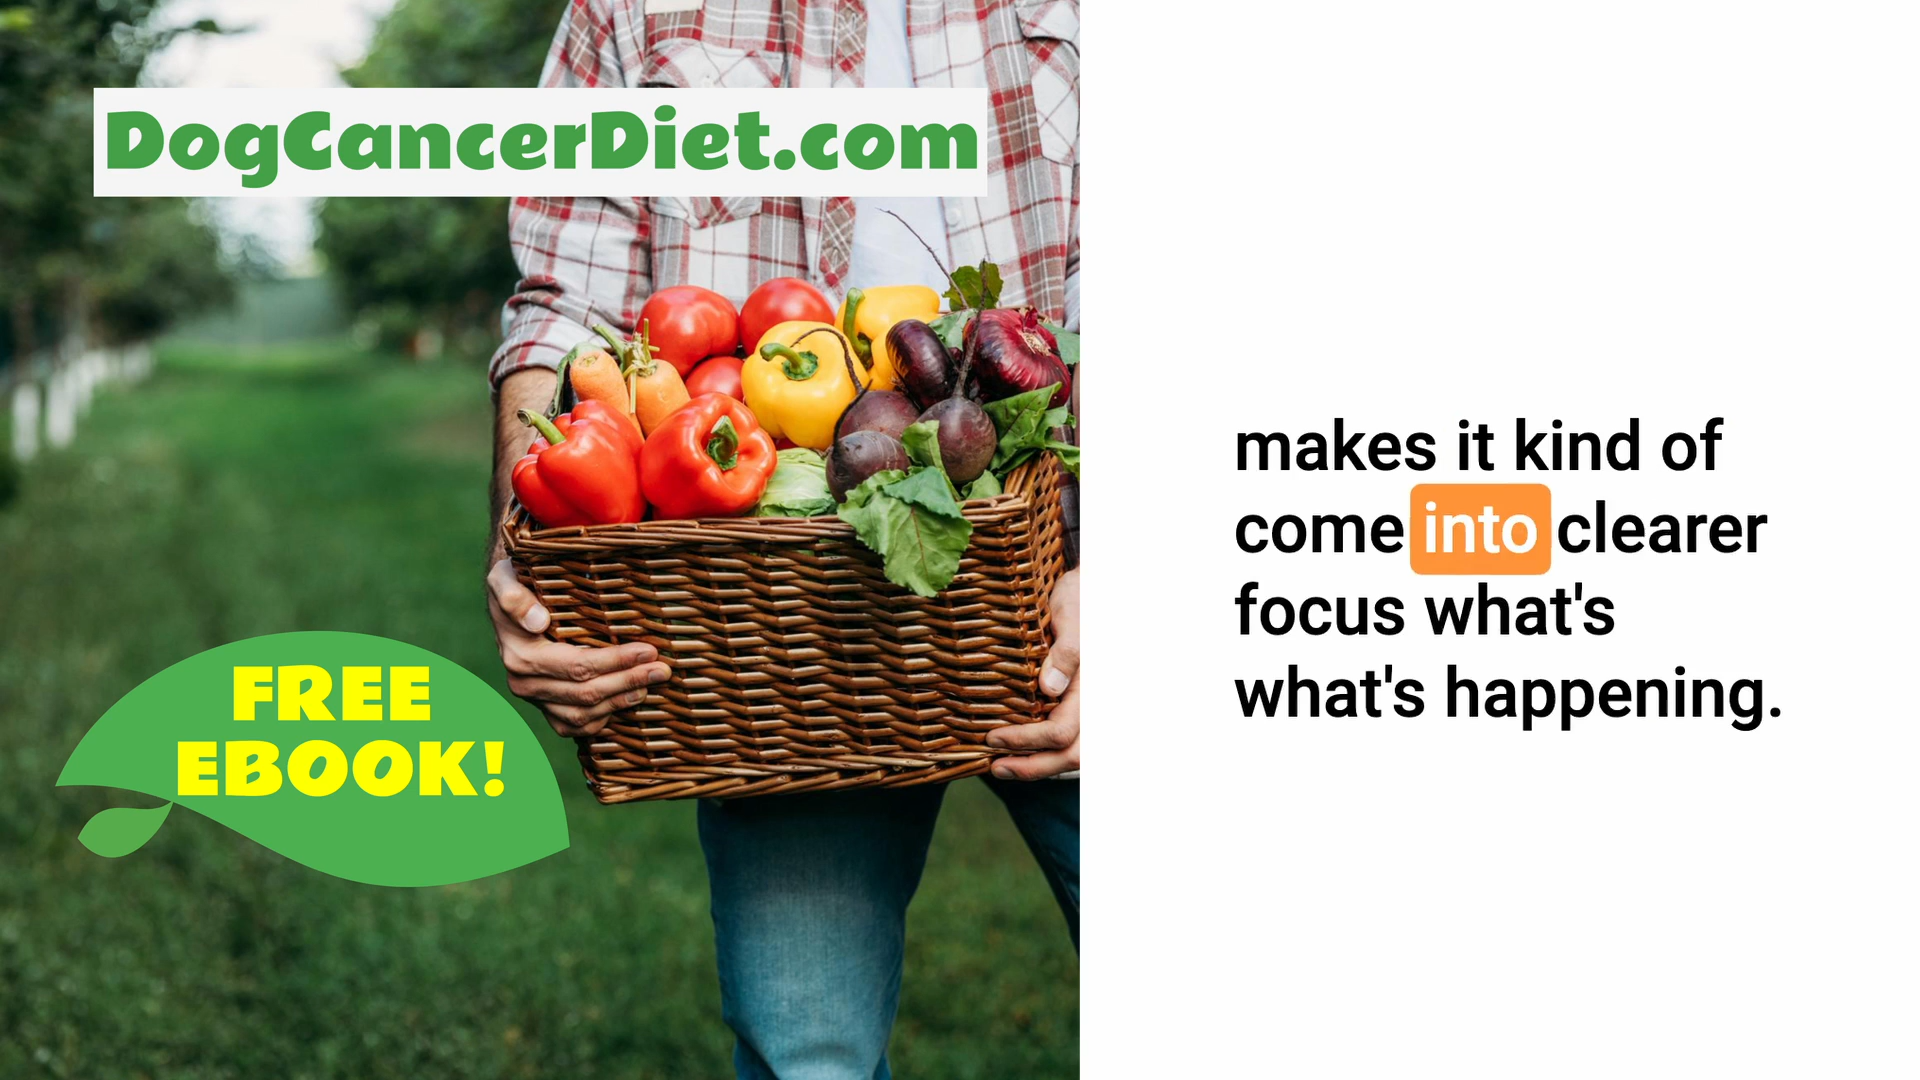 DogCancerDiet.com
FREE
EBOOK!
makes it kind of
come into clearer
focus what's
what's happening.